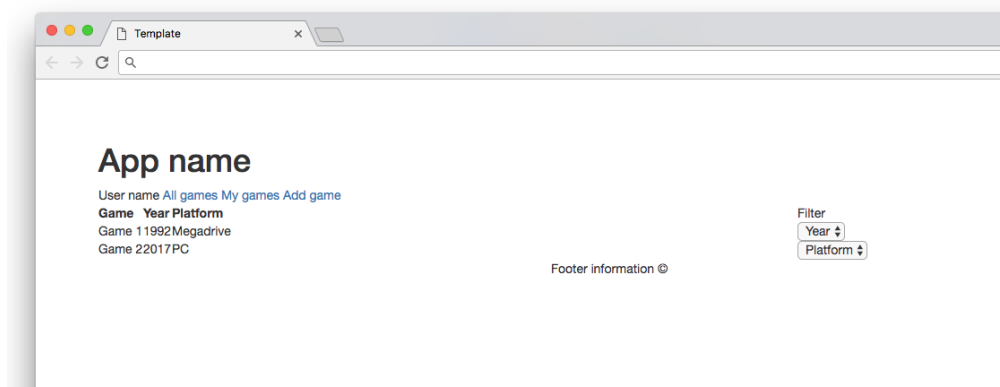 Template
App name
User name All games My games Add game
Game Year Platform
Game 1 1992 Megadrive
Game 2 2017 PC
Filter
Year
Platform
Footer information ©